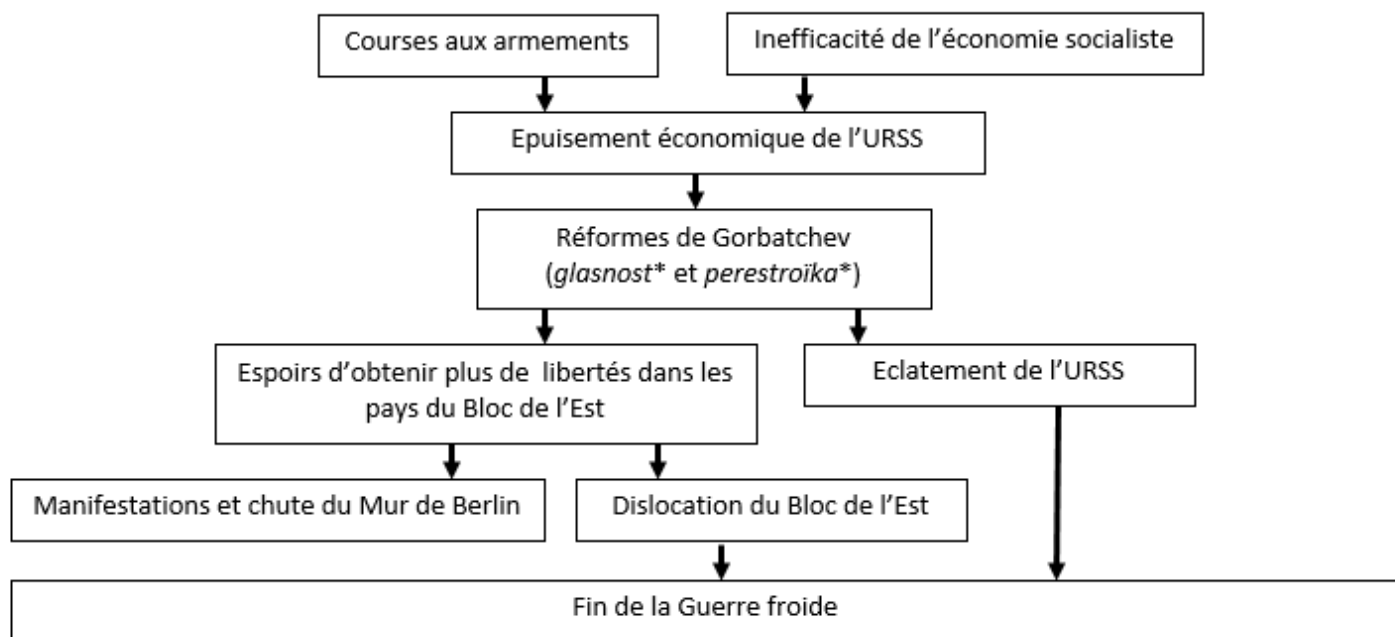 Courses aux armements
Inefficacité de l'économie socialiste
Epuisement économique de l'URSS
Réformes de Gorbatchev
(glasnost* et perestroïka*)
Espoirs d'obtenir plus de libertés dans les
pays du Bloc de l'Est
Eclatement de l'URSS
Manifestations et chute du Mur de Berlin
Dislocation du Bloc de l'Est
Fin de la Guerre froide